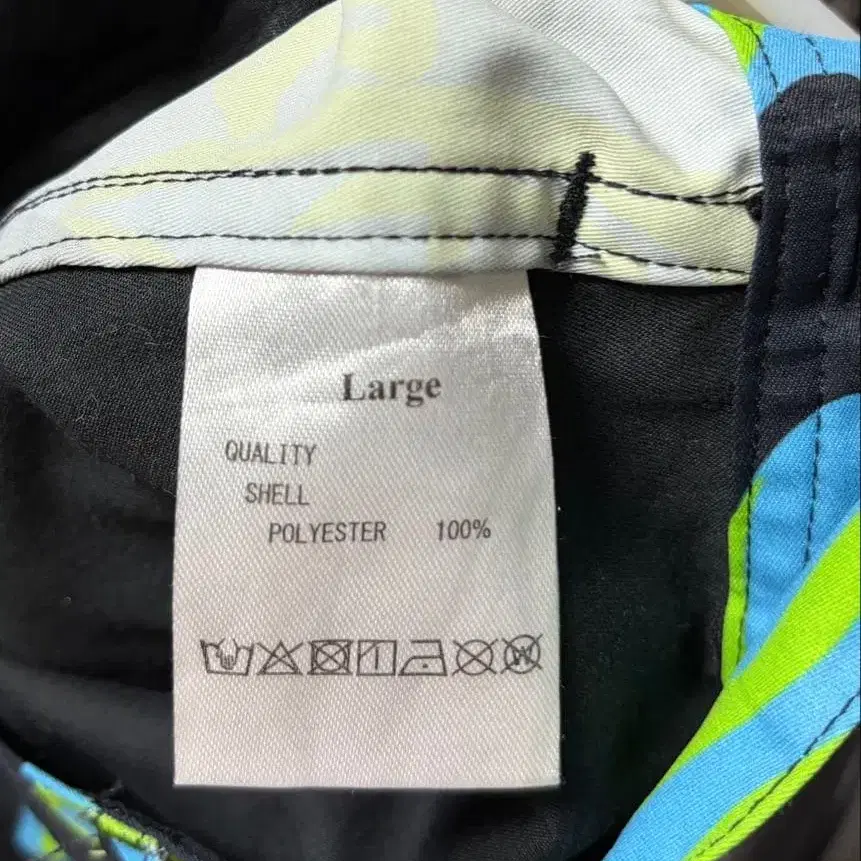 Large
QUALITY
SHELL
POLYESTER 100%
W